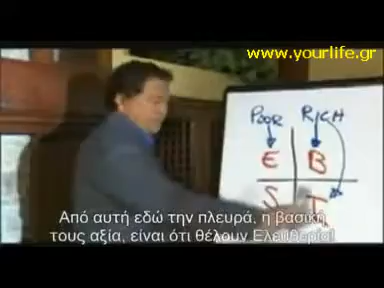 www.yourlife.gr
POOR RICH
E B
S I
Από αυτή εδώ την πλευρά, η βασική
τους αξία, είναι ότι θέλουν Ελευθερία!